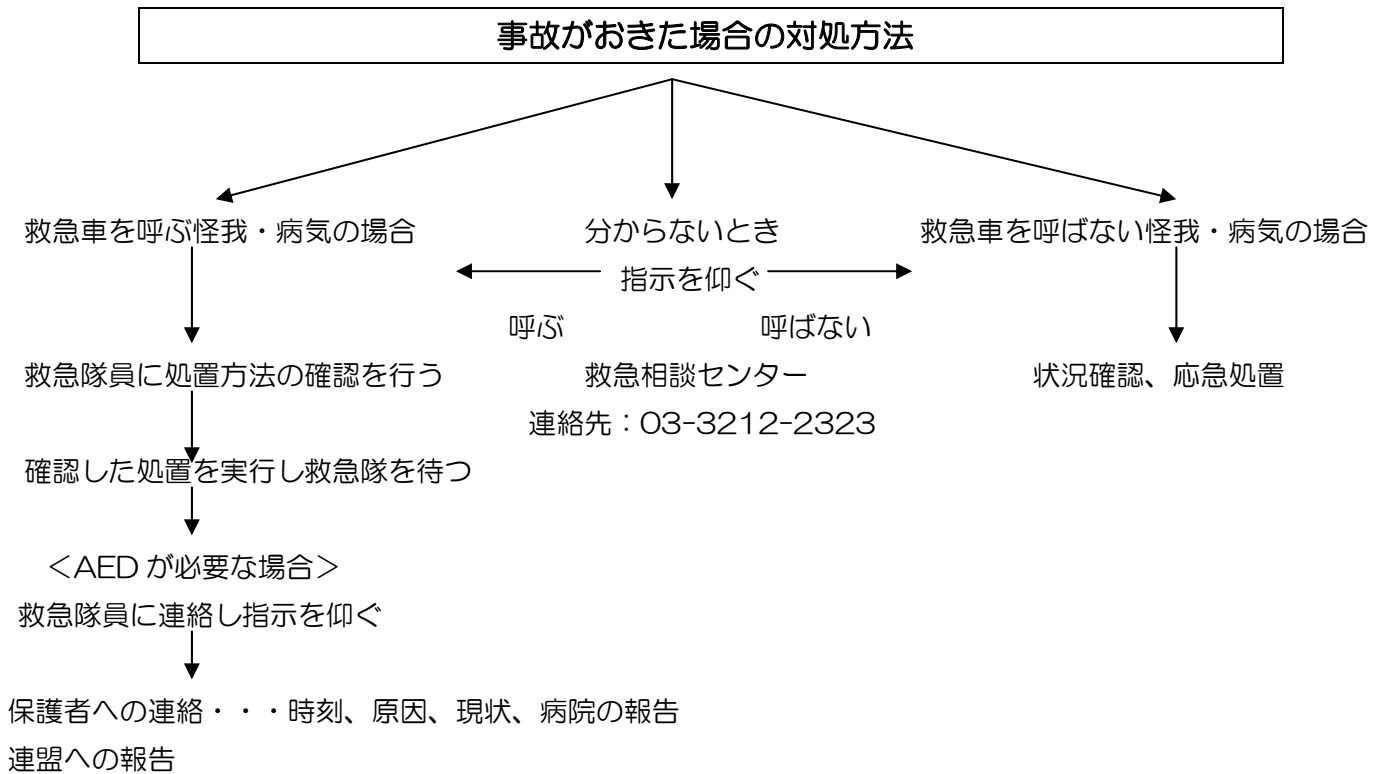 事故がおきた場合の対処方法
救急車を呼ぶ怪我・病気の場合
分からないとき
救急車を呼ばない怪我・病気の場合
指示を仰ぐ
呼ぶ
呼ばない
救急隊員に処置方法の確認を行う
救急相談センター
状況確認、応急処置
連絡先：03-3212-2323
確認した処置を実行し救急隊を待つ
＜AED が必要な場合＞
救急隊員に連絡し指示を仰ぐ
保護者への連絡・・・時刻、原因、現状、病院の報告
連盟への報告